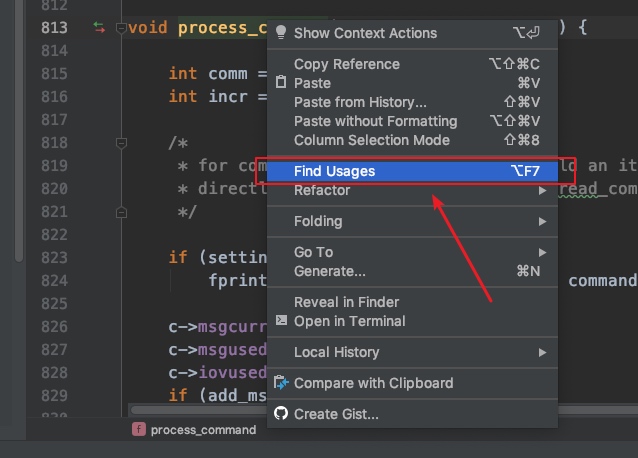 812
813 void process_c ) { Show Context Actions ⌥⏎
814
Copy Reference ⌥⇧⌘C
815 int comm = Paste ⌘V
816 int incr = Paste from History... ⇧⌘V
817 Paste without Formatting ⌥⇧⌘V
818 /* Column Selection Mode ⇧⌘8
819 * for com Find Usages ⌥F7 ld an it
820 * directl Refactor read_com
821 */ Folding
822
823 if (settin Go To
824 fprint Generate... ⌘N command
825 Reveal in Finder
826 c->msgcurr Open in Terminal
827 c->msgused
828 c->iovused Local History
829 if (add_ms Compare with Clipboard
Create Gist...
f process_command